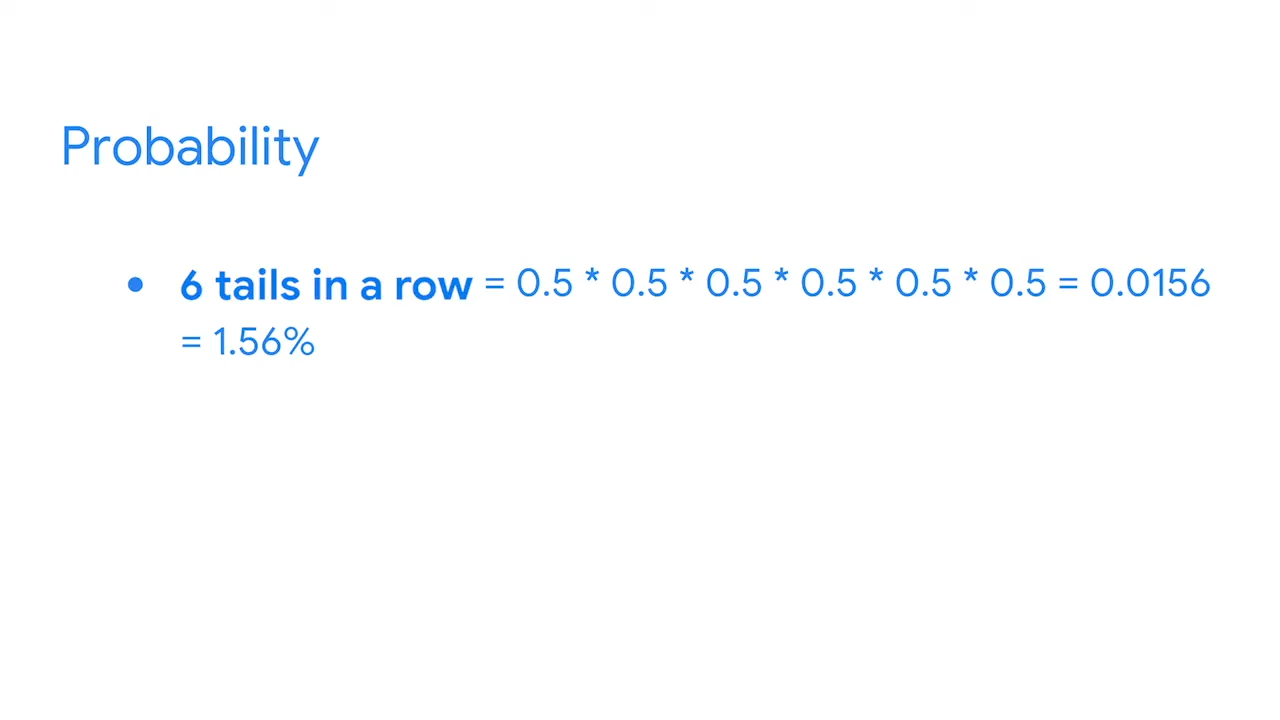 Probability
• 6 tails in a row = 0.5 * 0.5 * 0.5 * 0.5 * 0.5 * 0.5 = 0.0156
= 1.56%